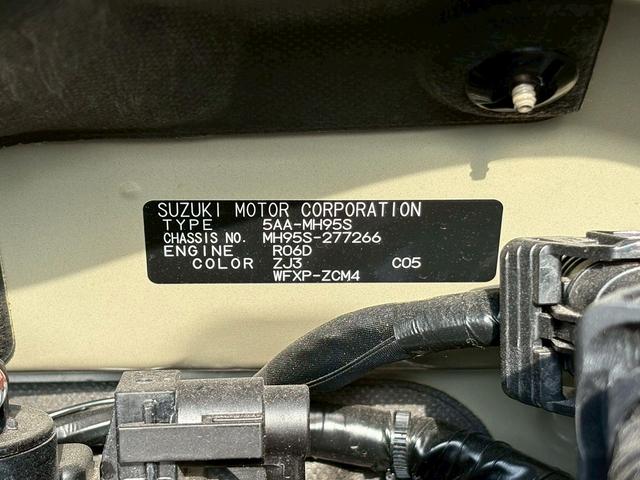 SUZUKI MOTOR CORPORATION
TYPE 5AA-MH95S
CHASSIS NO. MH95S-277266
ENGINE R06D
COLOR ZJ3 C05
WFXP-ZCM4